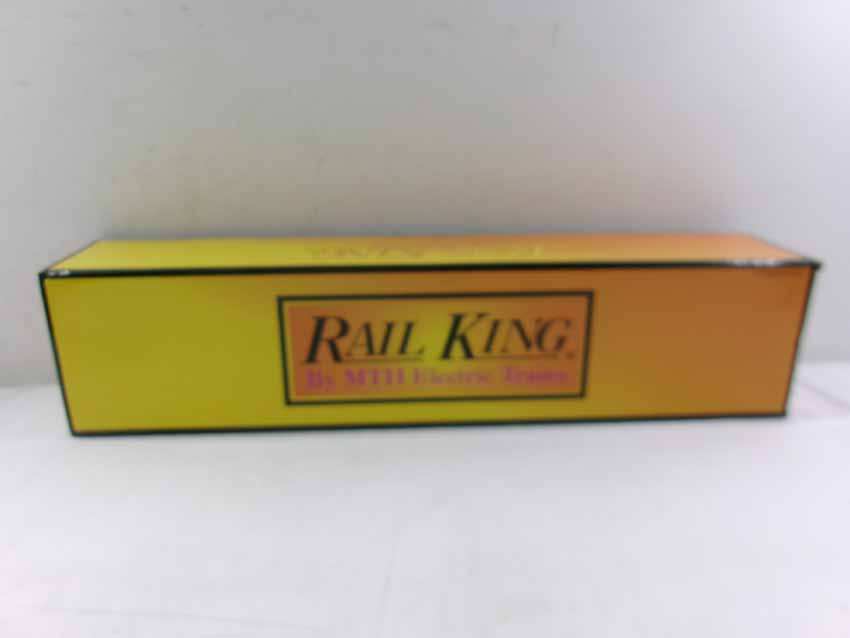 RAIL KING
By MTH Electric Trains